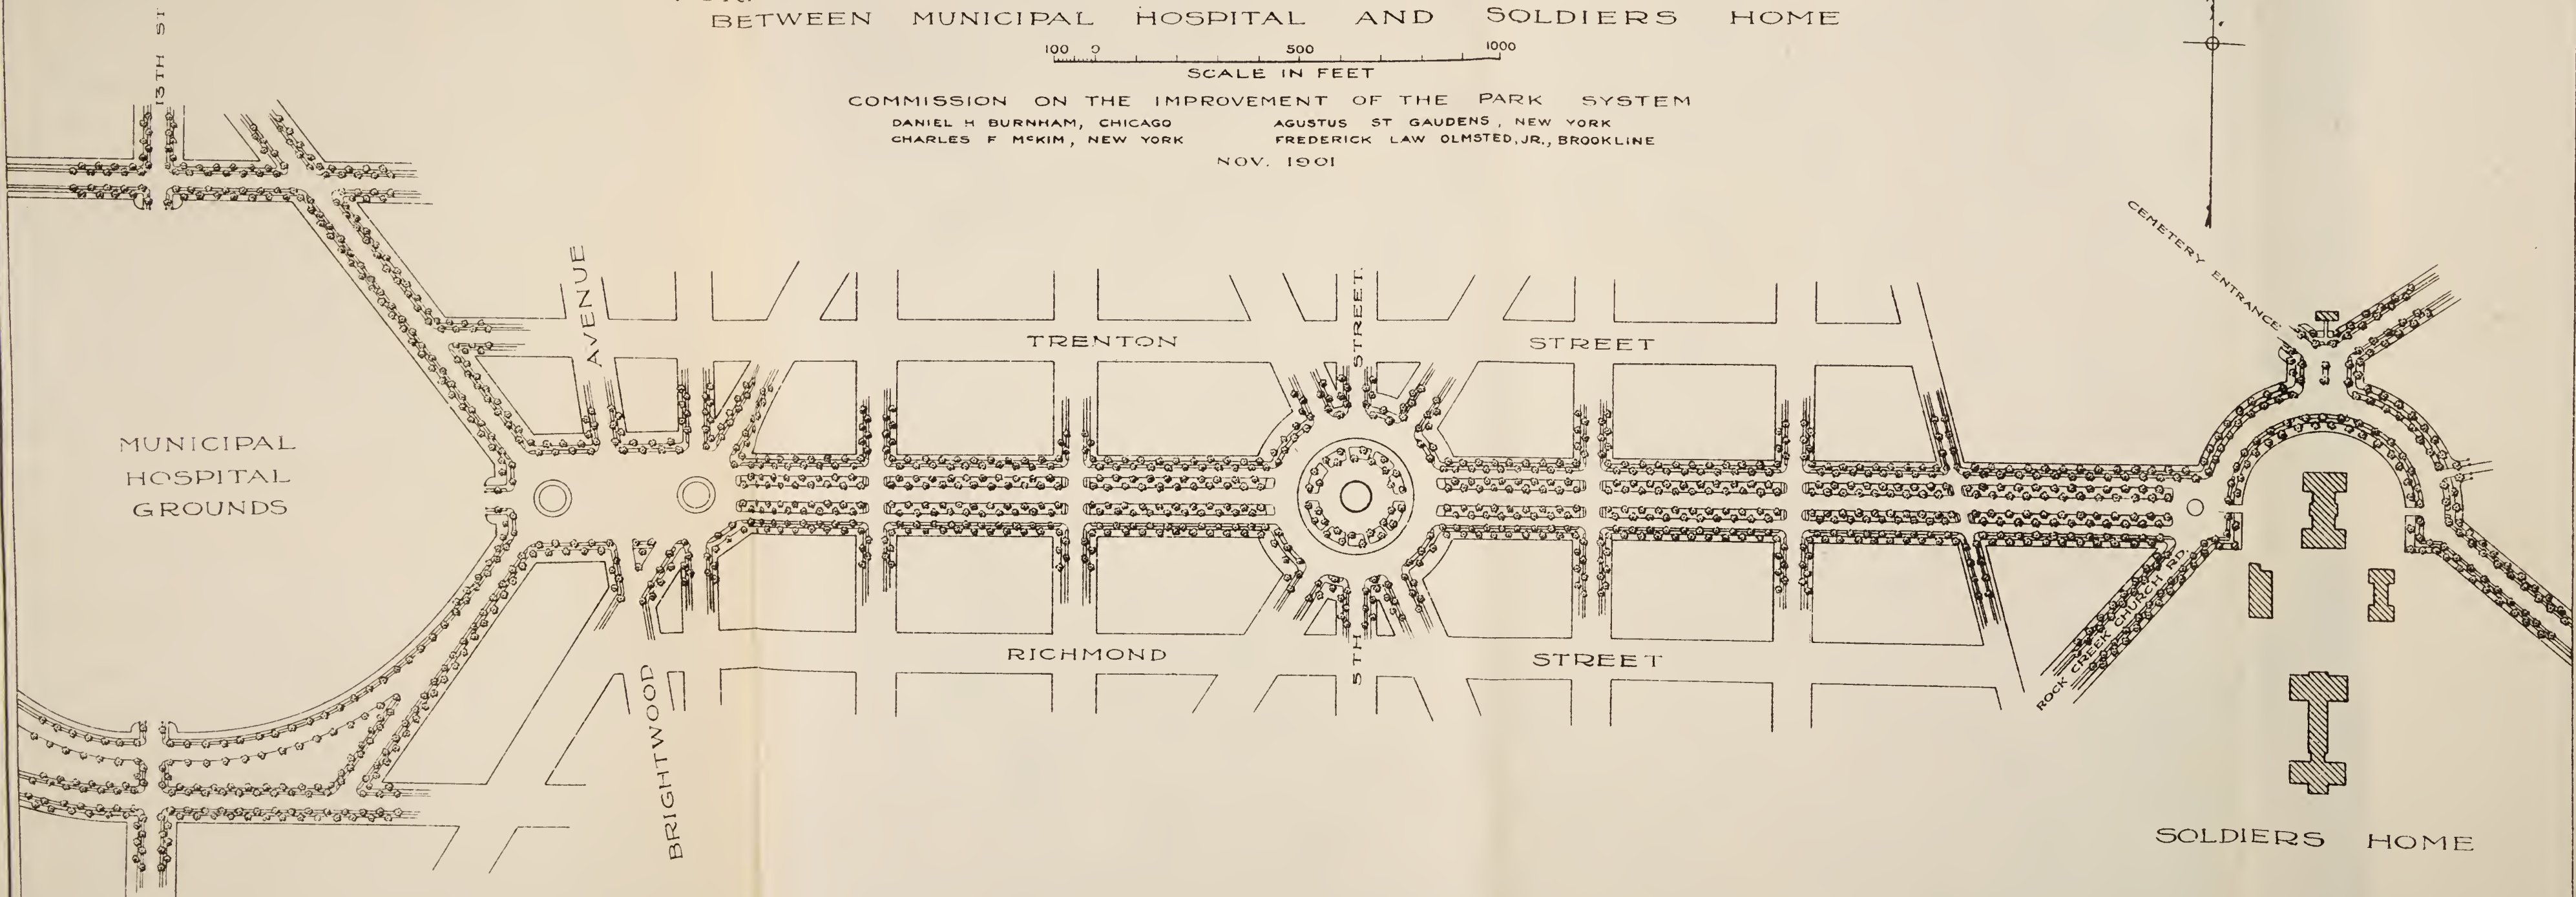 BETWEEN MUNICIPAL HOSPITAL AND SOLDIERS HOME
100 0 500 1000
SCALE IN FEET
COMMISSION ON THE IMPROVEMENT OF THE PARK SYSTEM
DANIEL H BURNHAM, CHICAGO AGUSTUS ST GAUDENS, NEW YORK
CHARLES F McKIM, NEW YORK FREDERICK LAW OLMSTED, JR., BROOKLINE
NOV. 1901
13TH ST
CEMETERY ENTRANCE
AVENUE
STREET
TRENTON STREET
MUNICIPAL
HOSPITAL
GROUNDS
ROCK CREEK CHURCH RD
RICHMOND STREET
5TH
BRIGHTWOOD
SOLDIERS HOME